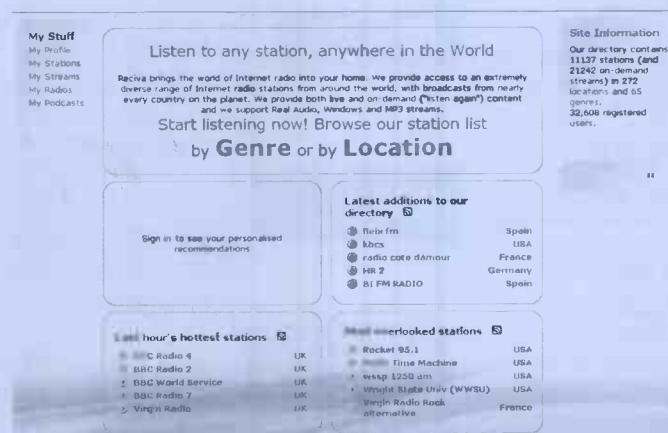 My Stuff
My Profile
My Stations
My Streams
My Radios
My Podcasts
Listen to any station, anywhere in the World
Reciva brings the world of Internet radio into your home. We provide access to an extremely
diverse range of Internet radio stations from around the world, with broadcasts from nearly
every country on the planet. We provide both live and on-demand ("listen again") content
and we support Real Audio, Windows and MP3 streams.
Start listening now! Browse our station list
by Genre or by Location
Site Information
Our directory contains
11137 stations (and
21242 on-demand
streams) in 272
locations and 65
genres.
32,608 registered
users.
Sign in to see your personalised
recommendations
Latest additions to our
directory
fleix fm Spain
kbcs USA
radio cote damour France
HR 2 Germany
BI FM RADIO Spain
hour's hottest stations
Radio 4 UK
BBC Radio 2 UK
BBC World Service UK
BBC Radio 7 UK
Virgin Radio UK
stations
Rocket 95.1 USA
Time Machine USA
wssp 1250 am USA
Wright State Univ (WWSU) USA
Virgin Radio Rock
alternative France